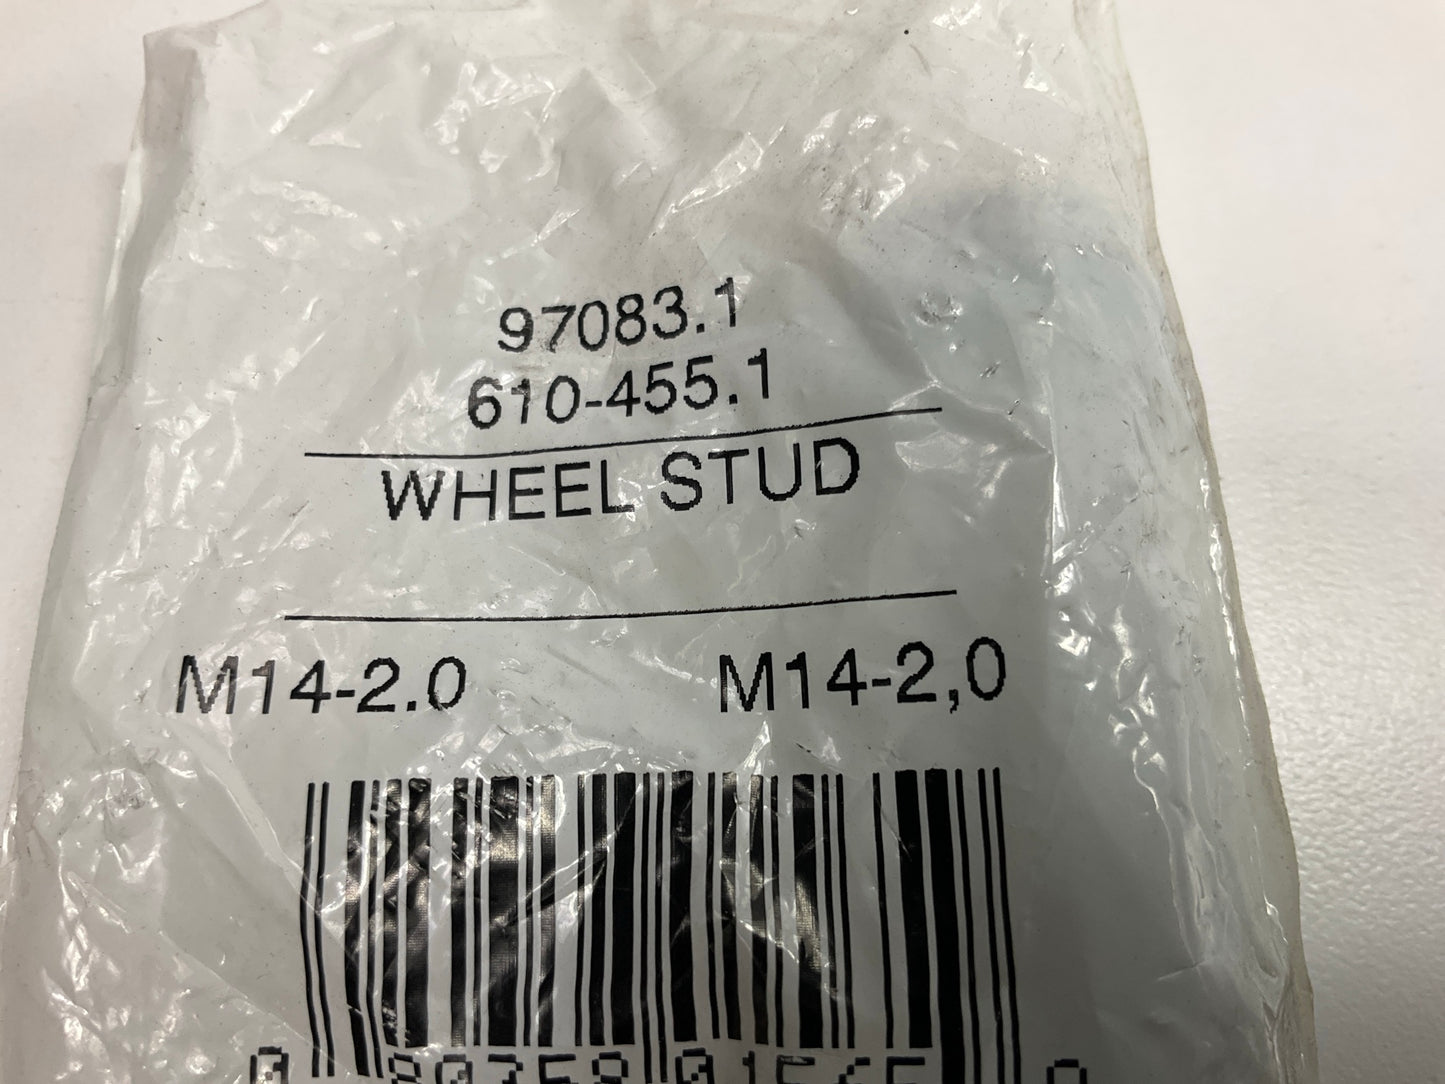 97083.1
610-455.1
WHEEL STUD
M14-2.0 M14-2,0